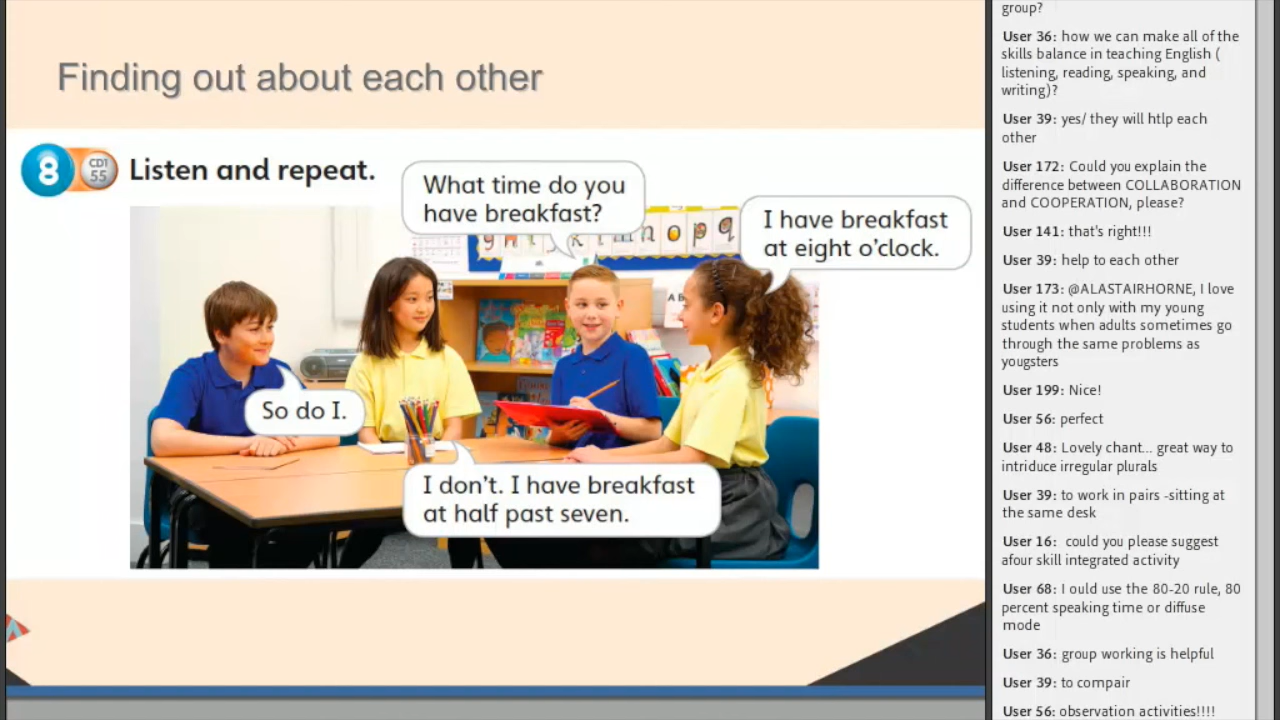 Finding out about each other
8 CD1 55 Listen and repeat.
What time do you
have breakfast?
I have breakfast
at eight o'clock.
So do I.
I don't. I have breakfast
at half past seven.
group?
User 36: how we can make all of the
skills balance in teaching English (
listening, reading, speaking, and
writing)?
User 39: yes/ they will htlp each
other
User 172: Could you explain the
difference between COLLABORATION
and COOPERATION, please?
User 141: that's right!!!
User 39: help to each other
User 173: @ALASTAIRHORNE, I love
using it not only with my young
students when adults sometimes go
through the same problems as
yougsters
User 199: Nice!
User 56: perfect
User 48: Lovely chant... great way to
intriduce irregular plurals
User 39: to work in pairs -sitting at
the same desk
User 16: could you please suggest
afour skill integrated activity
User 68: I ould use the 80-20 rule, 80
percent speaking time or diffuse
mode
User 36: group working is helpful
User 39: to compair
User 56: observation activities!!!!